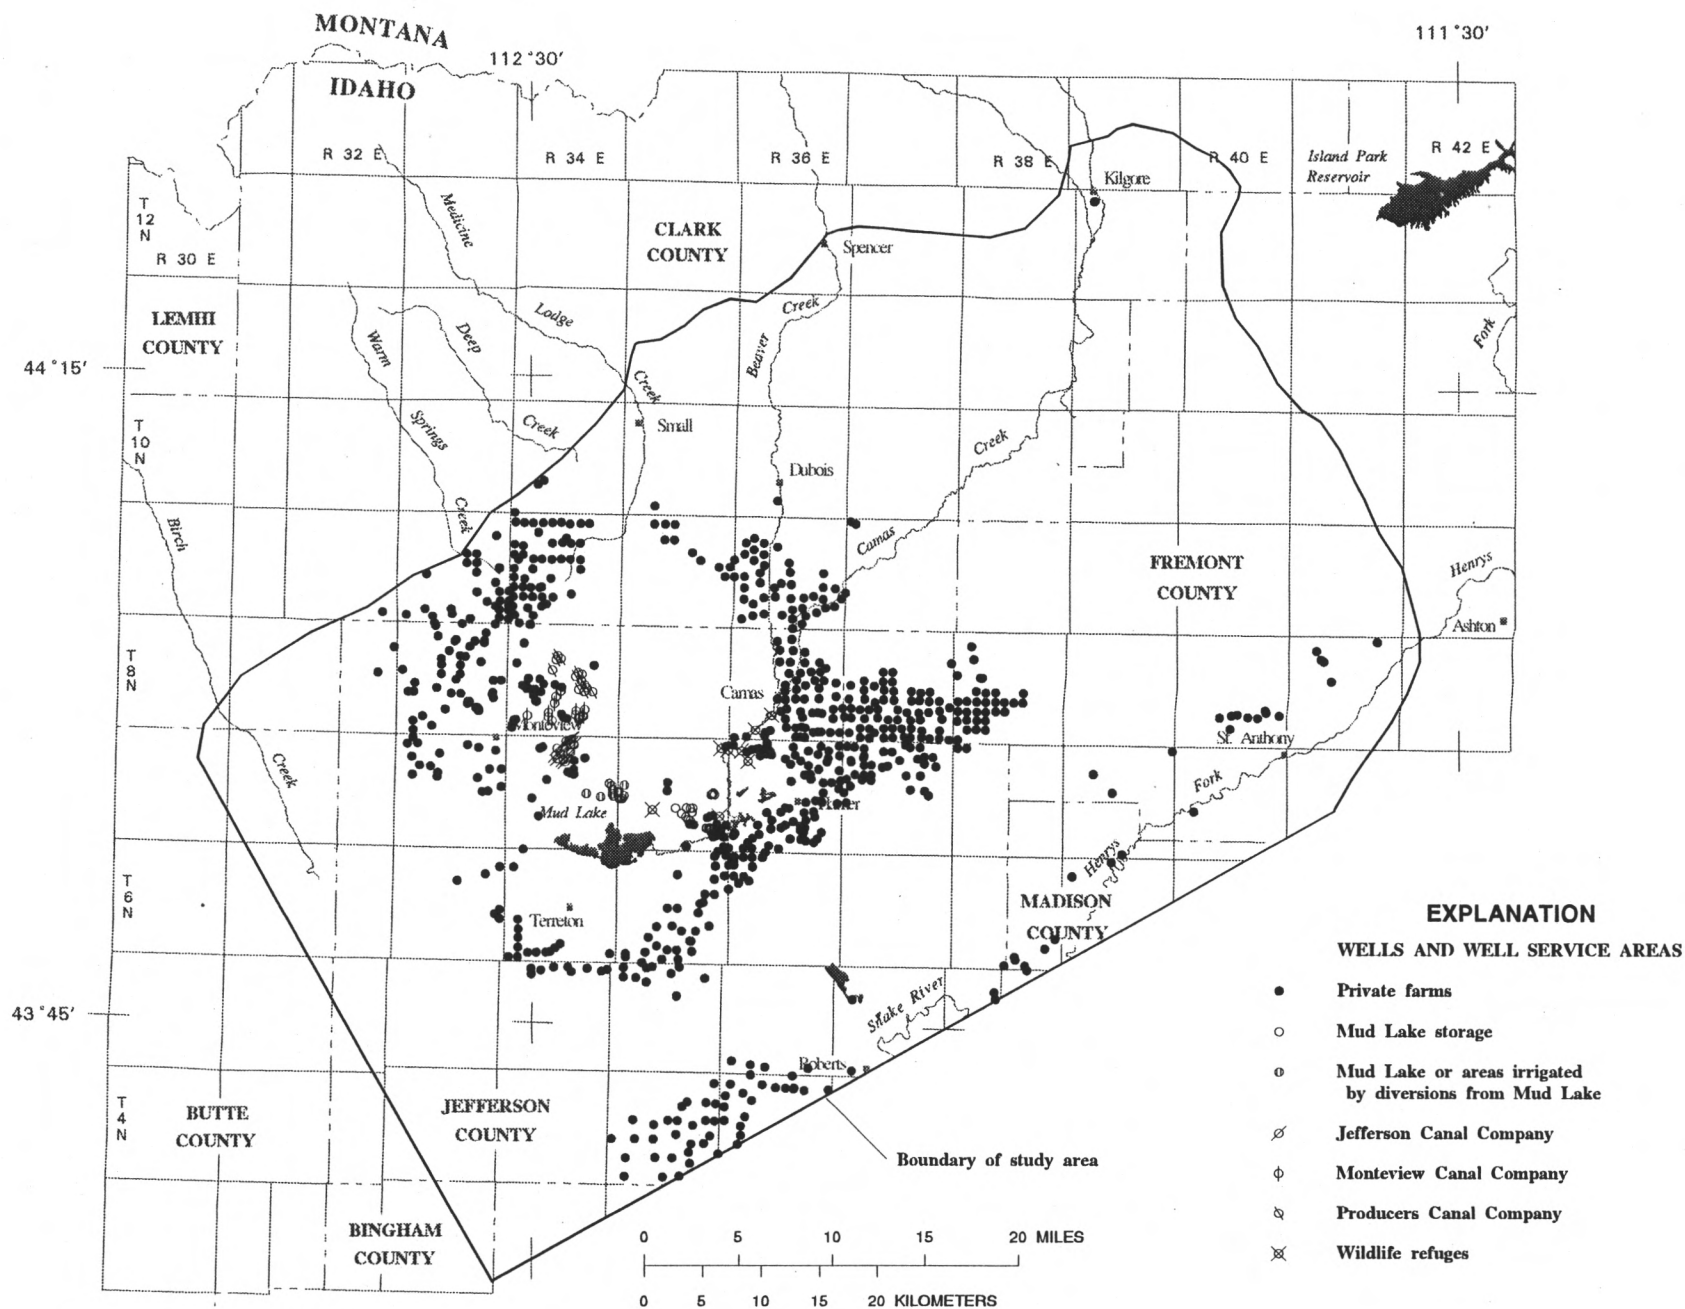 MONTANA
111°30′
112°30′
IDAHO
R 32 E
R 34 E
R 36 E
R 38 E
R 40 E
Island Park
Reservoir
R 42 E
Kilgore
T
12
N
Medicine
CLARK
COUNTY
Spencer
R 30 E
LEMHI
COUNTY
Creek
Lodge
Deep
Warm
Beaver
Fork
44°15′
Creek
Springs
Creek
Small
T
10
N
Creek
Dubois
Creek
Birch
Creek
Camas
FREMONT
COUNTY
Henrys
Ashton
T
8
N
Camas
Monteview
St. Anthony
Creek
Fork
Mud Lake
Hamer
Henrys
T
6
N
MADISON
COUNTY
Terreton
EXPLANATION
WELLS AND WELL SERVICE AREAS
Private farms
Mud Lake storage
Mud Lake or areas irrigated
by diversions from Mud Lake
Jefferson Canal Company
Monteview Canal Company
Producers Canal Company
Wildlife refuges
43°45′
Snake River
Roberts
T
4
N
BUTTE
COUNTY
JEFFERSON
COUNTY
Boundary of study area
BINGHAM
COUNTY
0 5 10 15 20 MILES
0 5 10 15 20 KILOMETERS